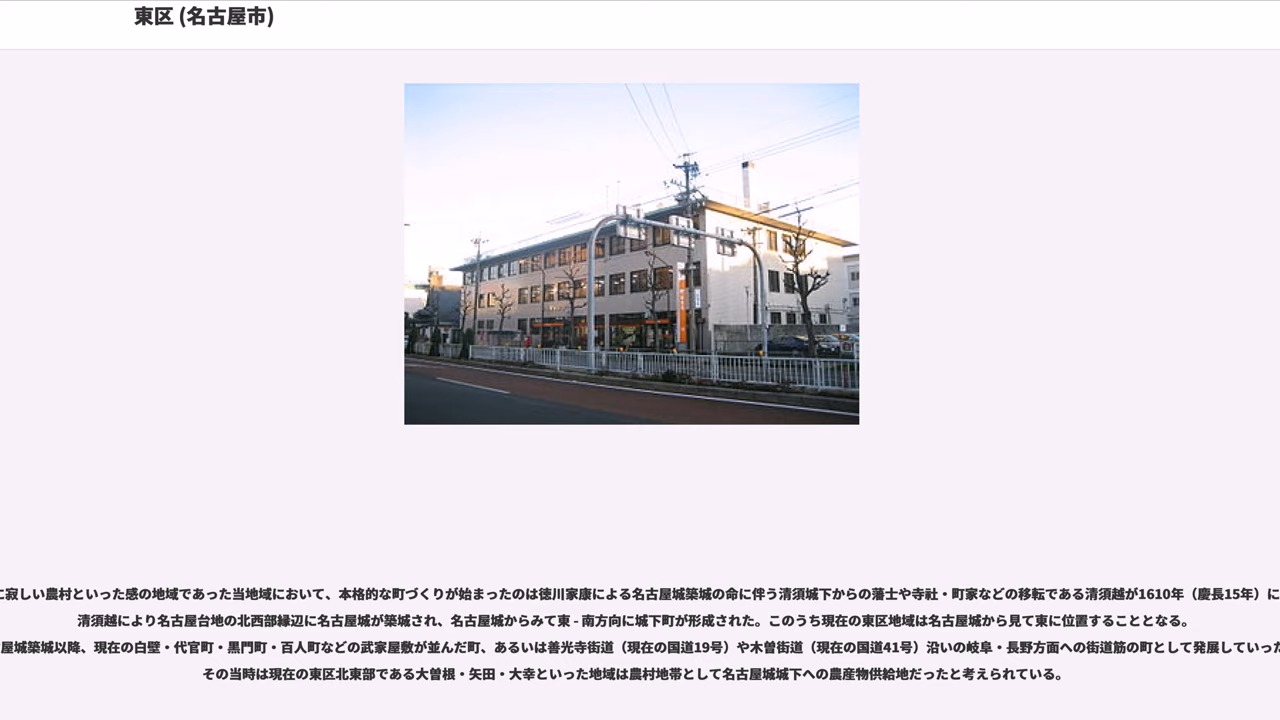 東区 (名古屋市)
寂しい農村といった感の地域であった当地域において、本格的な町づくりが始まったのは徳川家康による名古屋城築城の命に伴う清須城下からの藩士や寺社・町家などの移転である清須越が1610年（慶長15年）に
清須越により名古屋台地の北西部縁辺に名古屋城が築城され、名古屋城からみて東 - 南方向に城下町が形成された。このうち現在の東区地域は名古屋城から見て東に位置することとなる。
屋城築城以降、現在の白壁・代官町・黒門町・百人町などの武家屋敷が並んだ町、あるいは善光寺街道（現在の国道19号）や木曽街道（現在の国道41号）沿いの岐阜・長野方面への街道筋の町として発展していった
その当時は現在の東区北東部である大曽根・矢田・大幸といった地域は農村地帯として名古屋城城下への農産物供給地だったと考えられている。